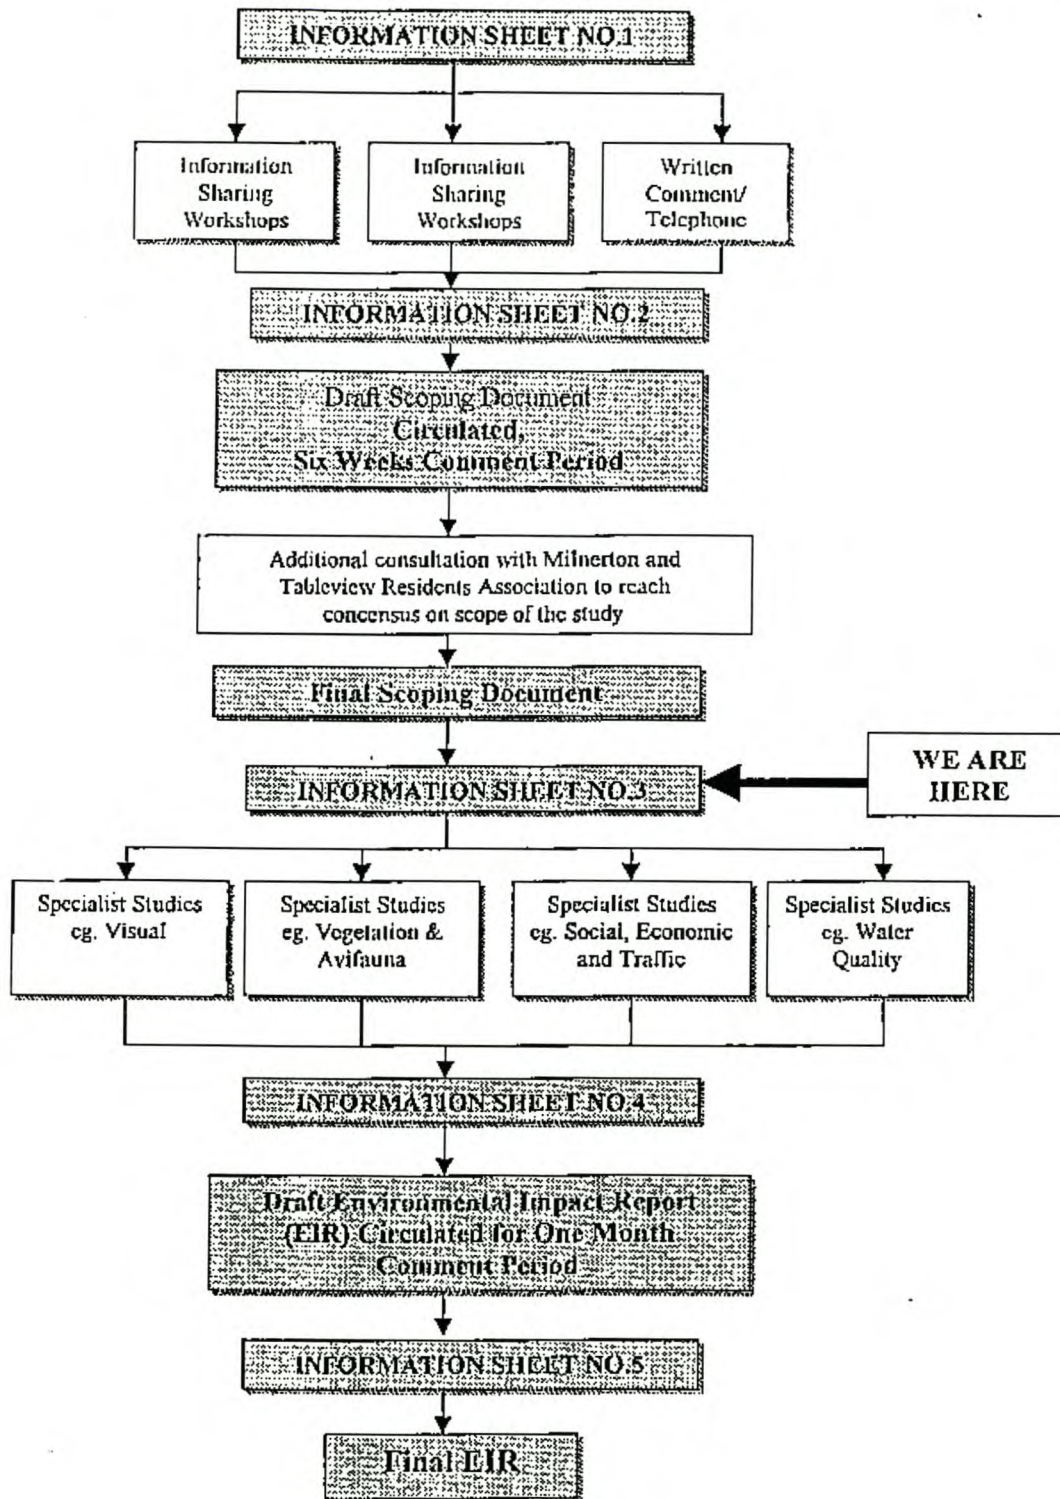 INFORMATION SHEET NO.1
Information
Sharing
Workshops
Information
Sharing
Workshops
Written
Comment/
Telephone
INFORMATION SHEET NO.2
Draft Scoping Document
Circulated,
Six Weeks Comment Period
Additional consultation with Milnerton and
Tableview Residents Association to reach
concensus on scope of the study
Final Scoping Document
INFORMATION SHEET NO.3
WE ARE
HERE
Specialist Studies
eg. Visual
Specialist Studies
eg. Vegetation &
Avifauna
Specialist Studies
eg. Social, Economic
and Traffic
Specialist Studies
eg. Water
Quality
INFORMATION SHEET NO.4
Draft Environmental Impact Report
(EIR) Circulated for One Month
Comment Period
INFORMATION SHEET NO.5
Final EIR